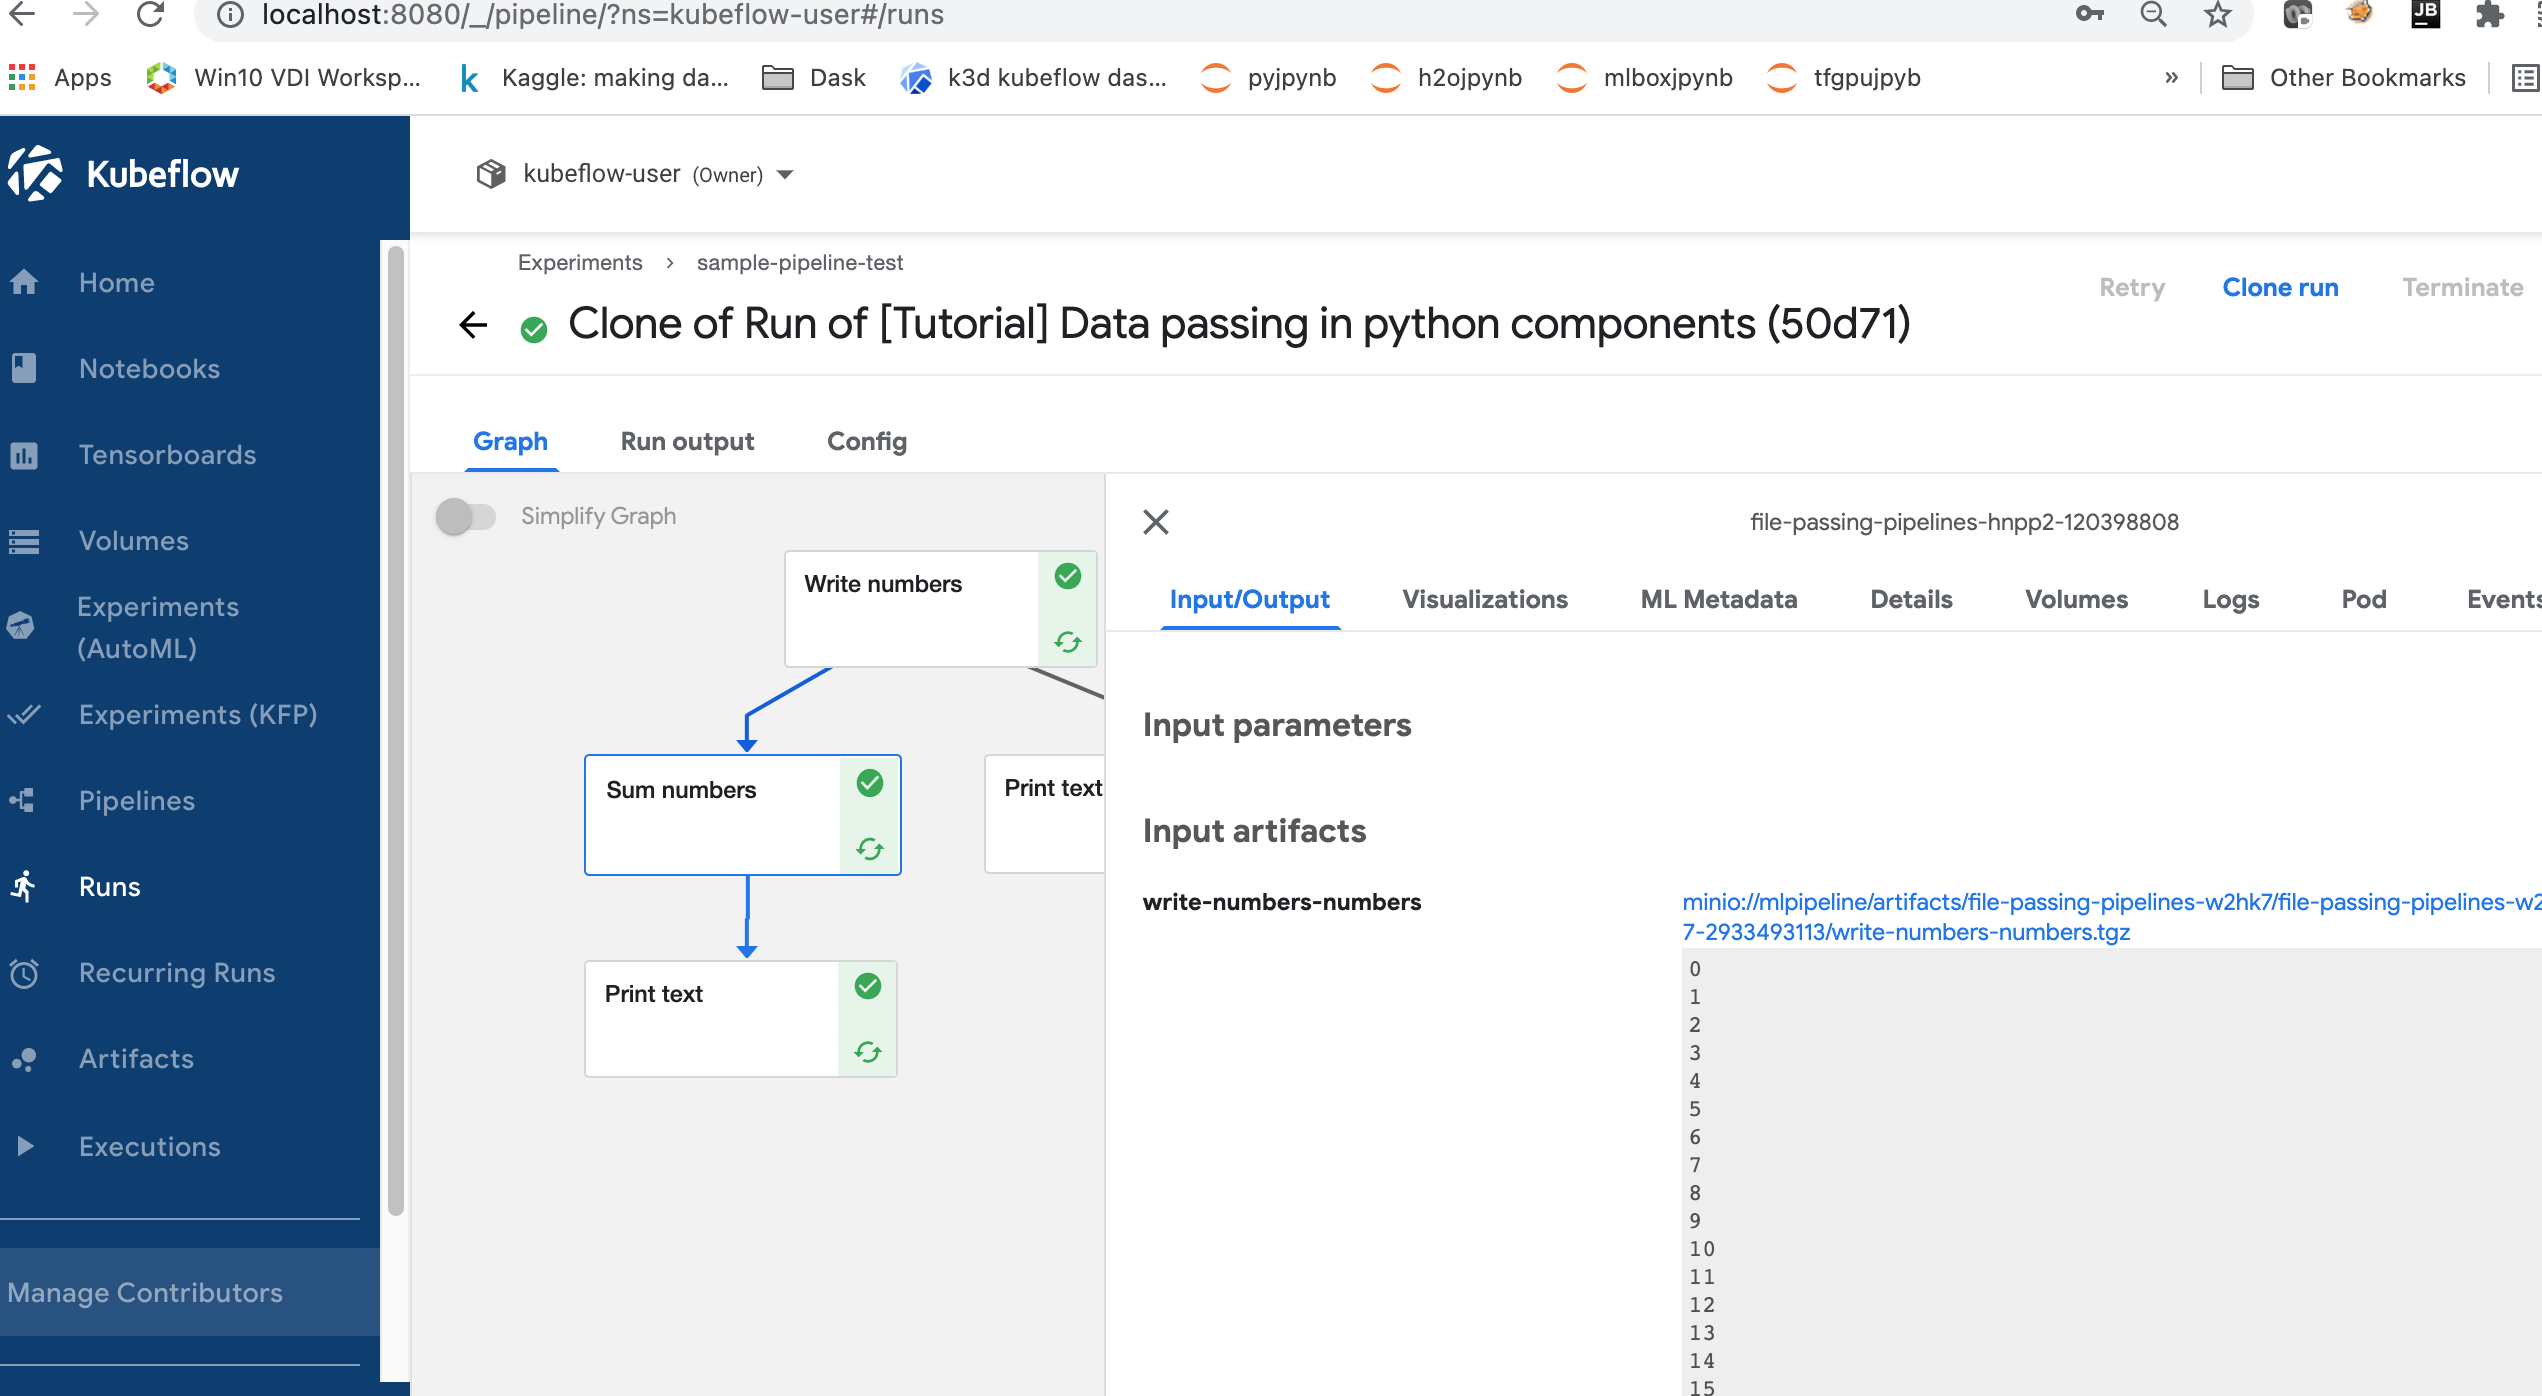 localhost:8080/_/pipeline/?ns=kubeflow-user#/runs
Apps
Win10 VDI Worksp...
Kaggle: making da...
Dask
k3d kubeflow das...
pyjpynb
h2ojpynb
mlboxjpynb
tfgpujpyb
»
Other Bookmarks
JB
Kubeflow
kubeflow-user (Owner)
Home
Notebooks
Tensorboards
Volumes
Experiments
(AutoML)
Experiments (KFP)
Pipelines
Runs
Recurring Runs
Artifacts
Executions
Manage Contributors
Experiments > sample-pipeline-test
Retry
Clone run
Terminate
Clone of Run of [Tutorial] Data passing in python components (50d71)
Graph
Run output
Config
Simplify Graph
Write numbers
Sum numbers
Print text
Print text
file-passing-pipelines-hnpp2-120398808
Input/Output
Visualizations
ML Metadata
Details
Volumes
Logs
Pod
Events
Input parameters
Input artifacts
write-numbers-numbers
minio://mlpipeline/artifacts/file-passing-pipelines-w2hk7/file-passing-pipelines-w2
7-2933493113/write-numbers-numbers.tgz
0
1
2
3
4
5
6
7
8
9
10
11
12
13
14
15